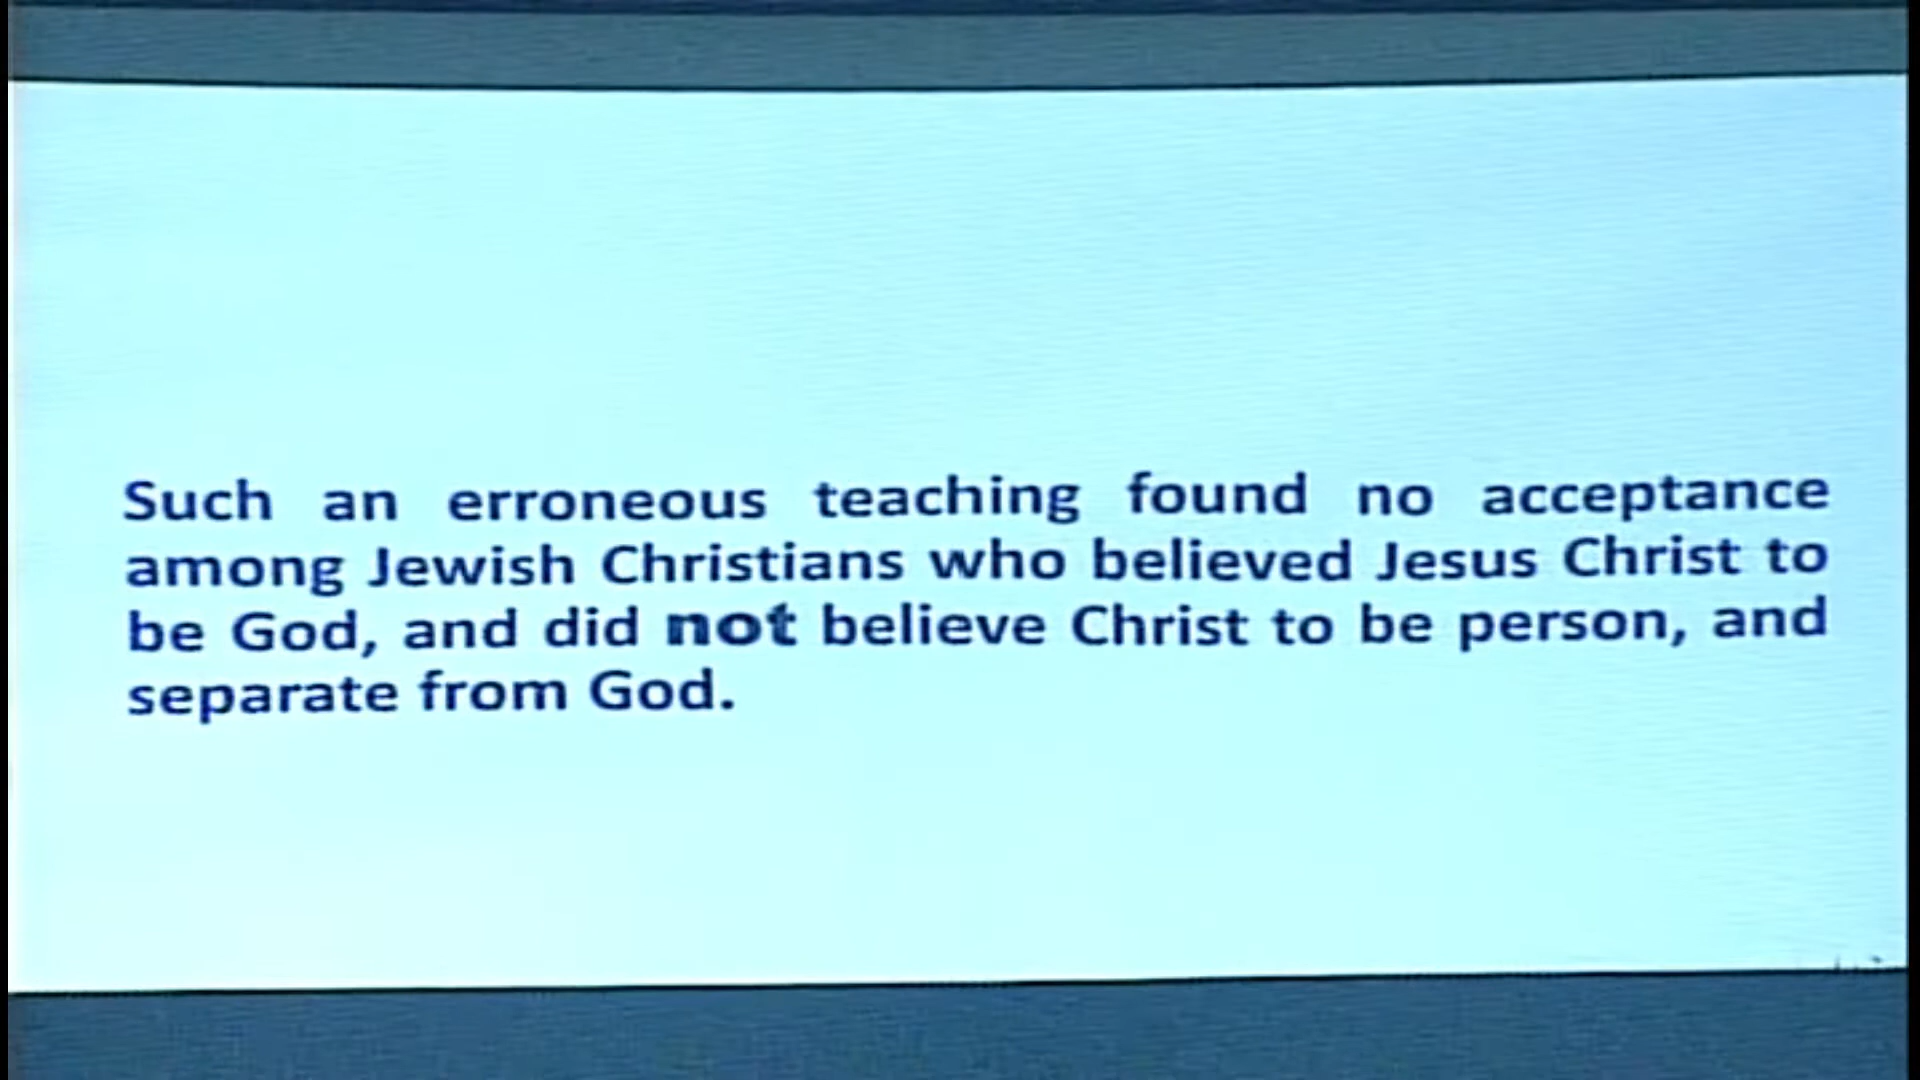 Such an erroneous teaching found no acceptance
among Jewish Christians who believed Jesus Christ to
be God, and did not believe Christ to be person, and
separate from God.